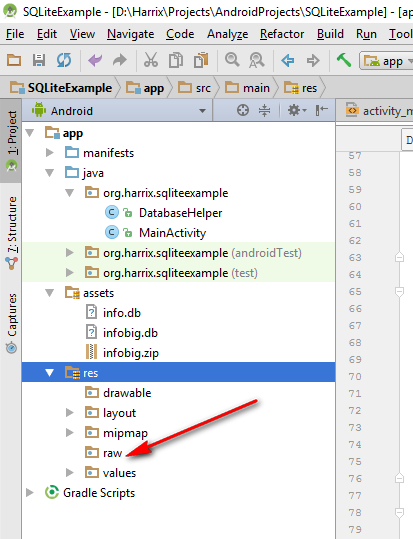 SQLiteExample - [D:\Harrix\Projects\AndroidProjects\SQLiteExample] - [ap
File Edit View Navigate Code Analyze Refactor Build Run
app
SQLiteExample app src main res
1: Project
7: Structure
Captures
Android
activity_m
D
app
manifests
java
org.harrix.sqliteexample
C DatabaseHelper
C MainActivity
org.harrix.sqliteexample (androidTest)
org.harrix.sqliteexample (test)
assets
? info.db
? infobig.db
infobig.zip
res
drawable
layout
mipmap
raw
values
Gradle Scripts
57
58
59
60
61
62
63
64
65
66
67
68
69
70
71
72
73
74
75
76
77
78
79